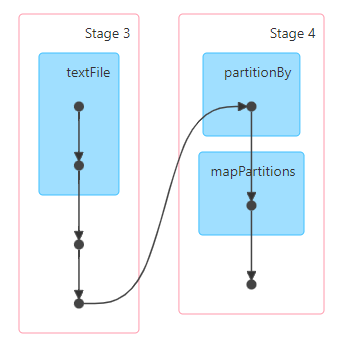 Stage 3
textFile
Stage 4
partitionBy
mapPartitions